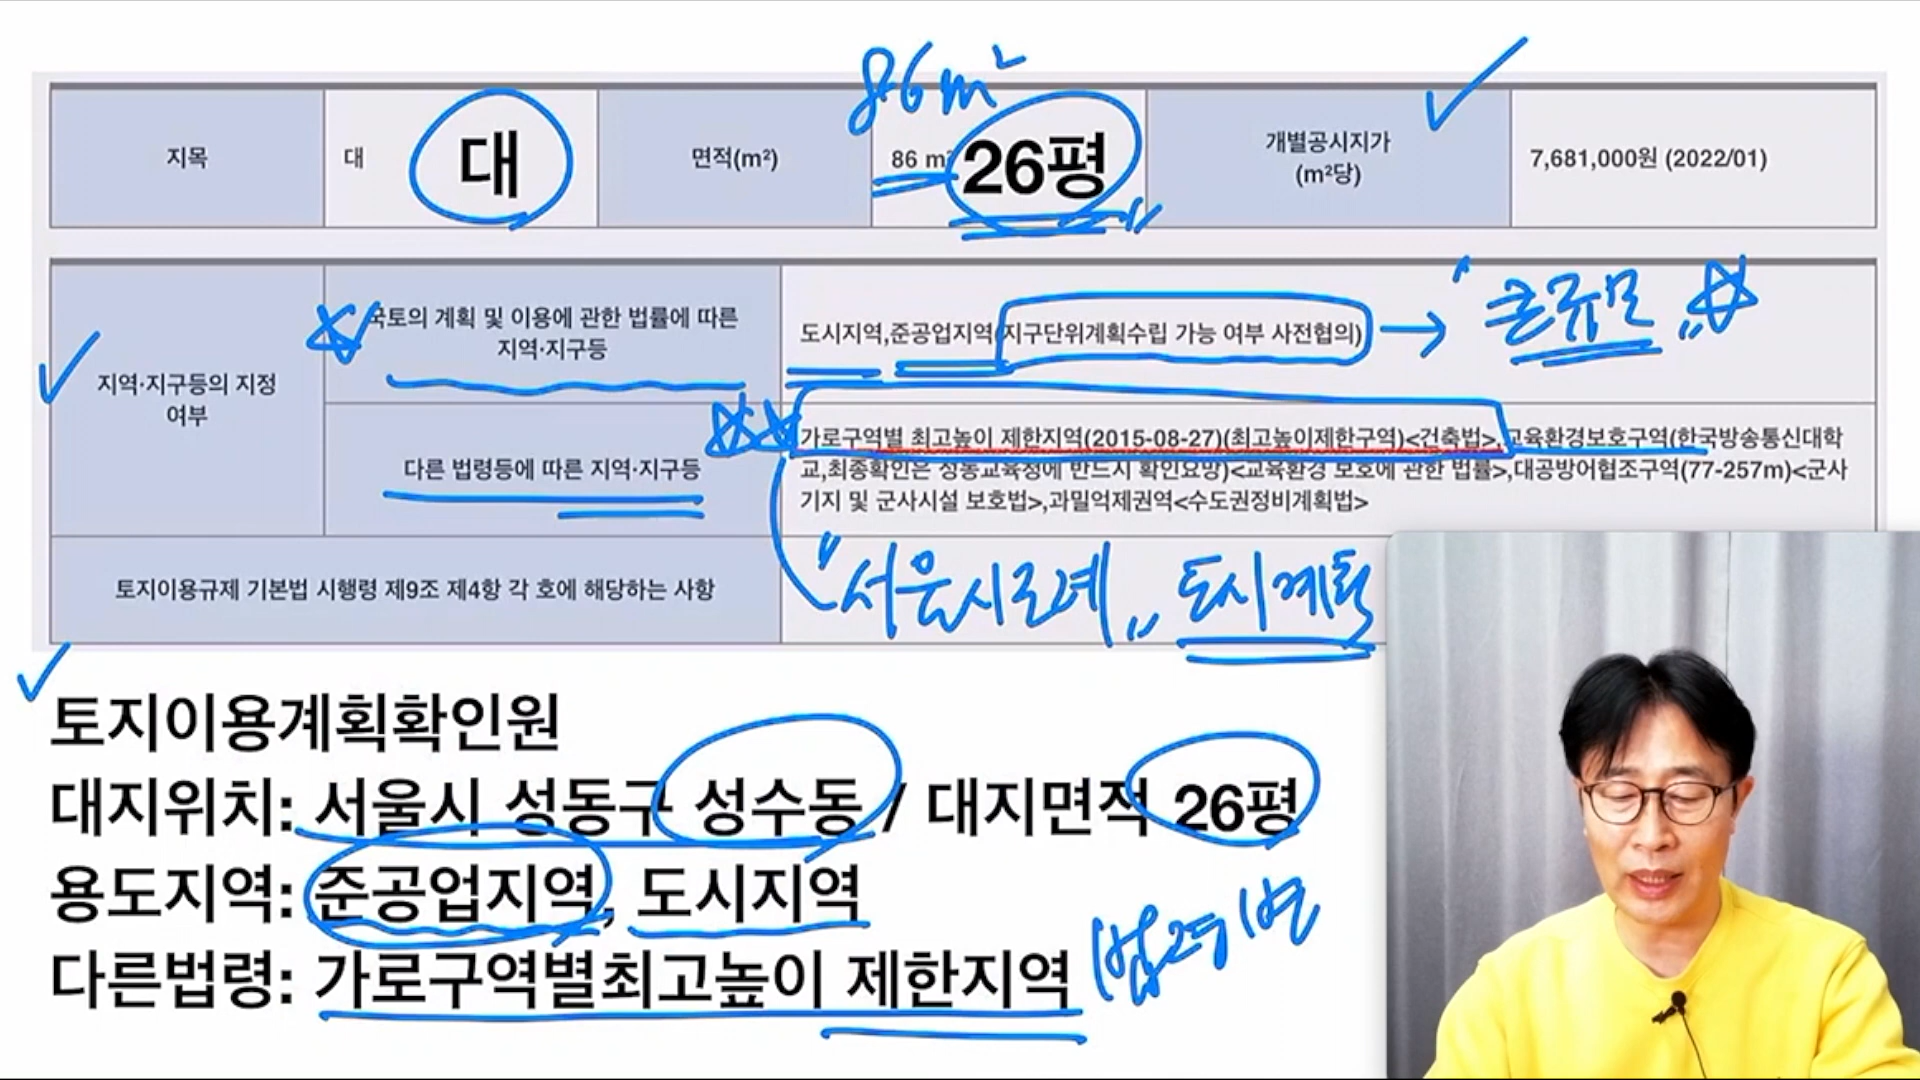 86m²
지목 대 대 면적(m²) 86 m² 26평 개별공시지가 (m²당) 7,681,000원 (2022/01)
지역·지구등의 지정 여부
국토의 계획 및 이용에 관한 법률에 따른 지역·지구등
도시지역,준공업지역(지구단위계획수립 가능 여부 사전협의)
"큰규모"
다른 법령등에 따른 지역·지구등
가로구역별 최고높이 제한지역(2015-08-27)(최고높이제한구역)<건축법>,교육환경보호구역(한국방송통신대학
교,최종확인은 성동교육청에 반드시 확인요망)<교육환경 보호에 관한 법률>,대공방어협조구역(77-257m)<군사
기지 및 군사시설 보호법>,과밀억제권역<수도권정비계획법>
토지이용규제 기본법 시행령 제9조 제4항 각 호에 해당하는 사항
"서울시조례" 도시계획
토지이용계획확인원
대지위치: 서울시 성동구 성수동 / 대지면적 26평
용도지역: 준공업지역, 도시지역
다른법령: 가로구역별최고높이 제한지역